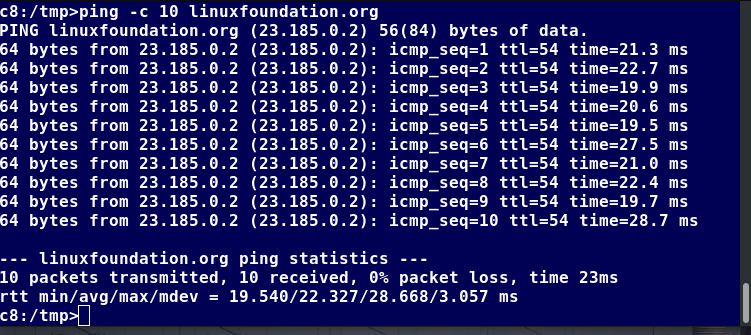 c8:/tmp>ping -c 10 linuxfoundation.org
PING linuxfoundation.org (23.185.0.2) 56(84) bytes of data.
64 bytes from 23.185.0.2 (23.185.0.2): icmp_seq=1 ttl=54 time=21.3 ms
64 bytes from 23.185.0.2 (23.185.0.2): icmp_seq=2 ttl=54 time=22.7 ms
64 bytes from 23.185.0.2 (23.185.0.2): icmp_seq=3 ttl=54 time=19.9 ms
64 bytes from 23.185.0.2 (23.185.0.2): icmp_seq=4 ttl=54 time=20.6 ms
64 bytes from 23.185.0.2 (23.185.0.2): icmp_seq=5 ttl=54 time=19.5 ms
64 bytes from 23.185.0.2 (23.185.0.2): icmp_seq=6 ttl=54 time=27.5 ms
64 bytes from 23.185.0.2 (23.185.0.2): icmp_seq=7 ttl=54 time=21.0 ms
64 bytes from 23.185.0.2 (23.185.0.2): icmp_seq=8 ttl=54 time=22.4 ms
64 bytes from 23.185.0.2 (23.185.0.2): icmp_seq=9 ttl=54 time=19.7 ms
64 bytes from 23.185.0.2 (23.185.0.2): icmp_seq=10 ttl=54 time=28.7 ms
--- linuxfoundation.org ping statistics ---
10 packets transmitted, 10 received, 0% packet loss, time 23ms
rtt min/avg/max/mdev = 19.540/22.327/28.668/3.057 ms
c8:/tmp>